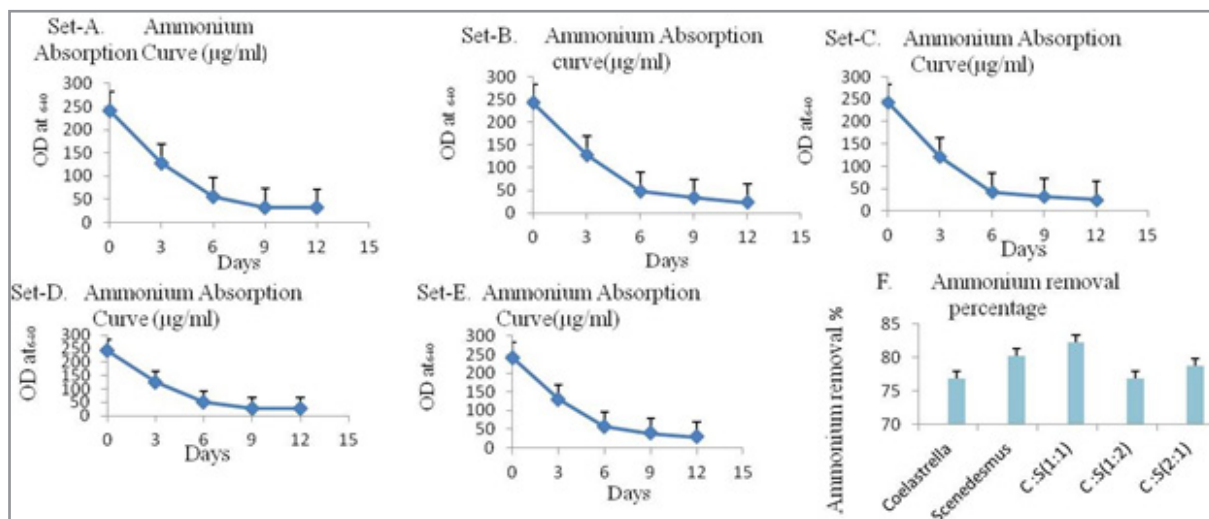 Set-A. Ammonium
Absorption Curve (μg/ml)
OD at 640
300
250
200
150
100
50
0
0 3 6 9 12 15
Days
Set-B. Ammonium Absorption
curve(μg/ml)
OD at 640
300
250
200
150
100
50
0
0 3 6 9 12 15
Days
Set-C. Ammonium Absorption
Curve(μg/ml)
OD at 640
300
250
200
150
100
50
0
0 3 6 9 12 15
Days
Set-D. Ammonium Absorption
Curve (μg/ml)
OD at640
300
250
200
150
100
50
0
0 3 6 9 12 15
Days
Set-E. Ammonium Absorption
Curve(μg/ml)
OD at640
300
250
200
150
100
50
0
0 3 6 9 12 15
Days
F. Ammonium removal
percentage
Ammonium removal %
85
80
75
70
Coelastrella
Scenedesmus
C:S(1:1)
C:S(1:2)
C:S(2:1)